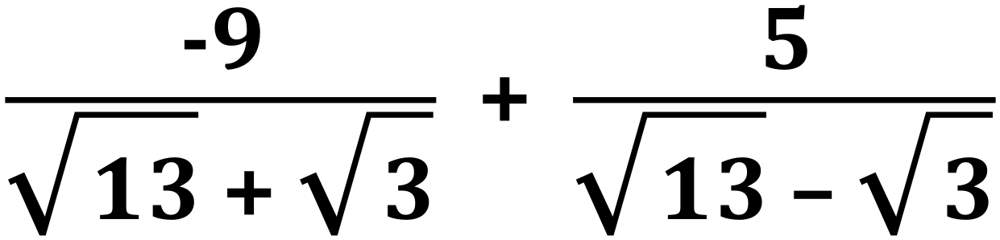 -9 5
+
√13 + √3 √13 – √3